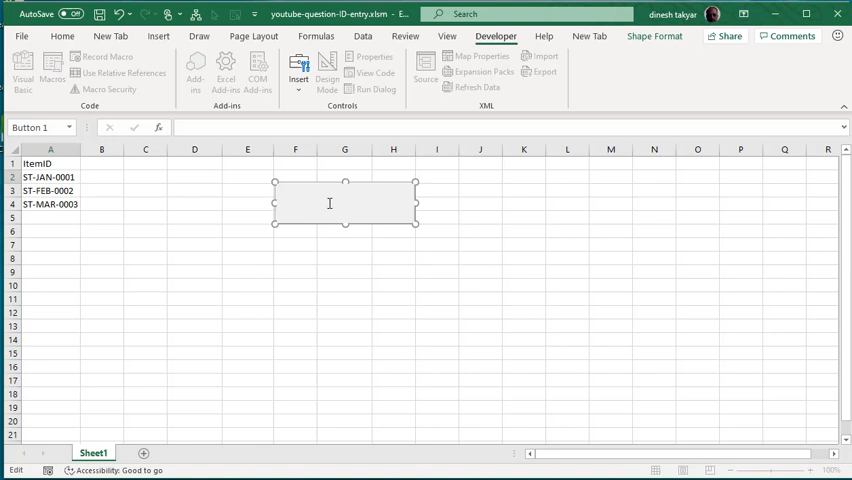 AutoSave Off youtube-question-ID-entry.xlsm - E... Search dinesh takyar
File Home Insert Draw Page Layout Formulas Data Review View Developer Help New Tab Shape Format Share Comments
Visual Basic Macros Record Macro Use Relative References Macro Security Add-ins Excel Add-ins COM Add-ins Insert Design Mode Properties View Code Run Dialog Source Map Properties Expansion Packs Refresh Data Import Export
Code Add-ins Controls XML
Button 1 fx
A B C D E F G H I J K L M N O P Q R
1 ItemID
2 ST-JAN-0001
3 ST-FEB-0002
4 ST-MAR-0003
5
6
7
8
9
10
11
12
13
14
15
16
17
18
19
20
21
Sheet1
Edit Accessibility: Good to go 100%